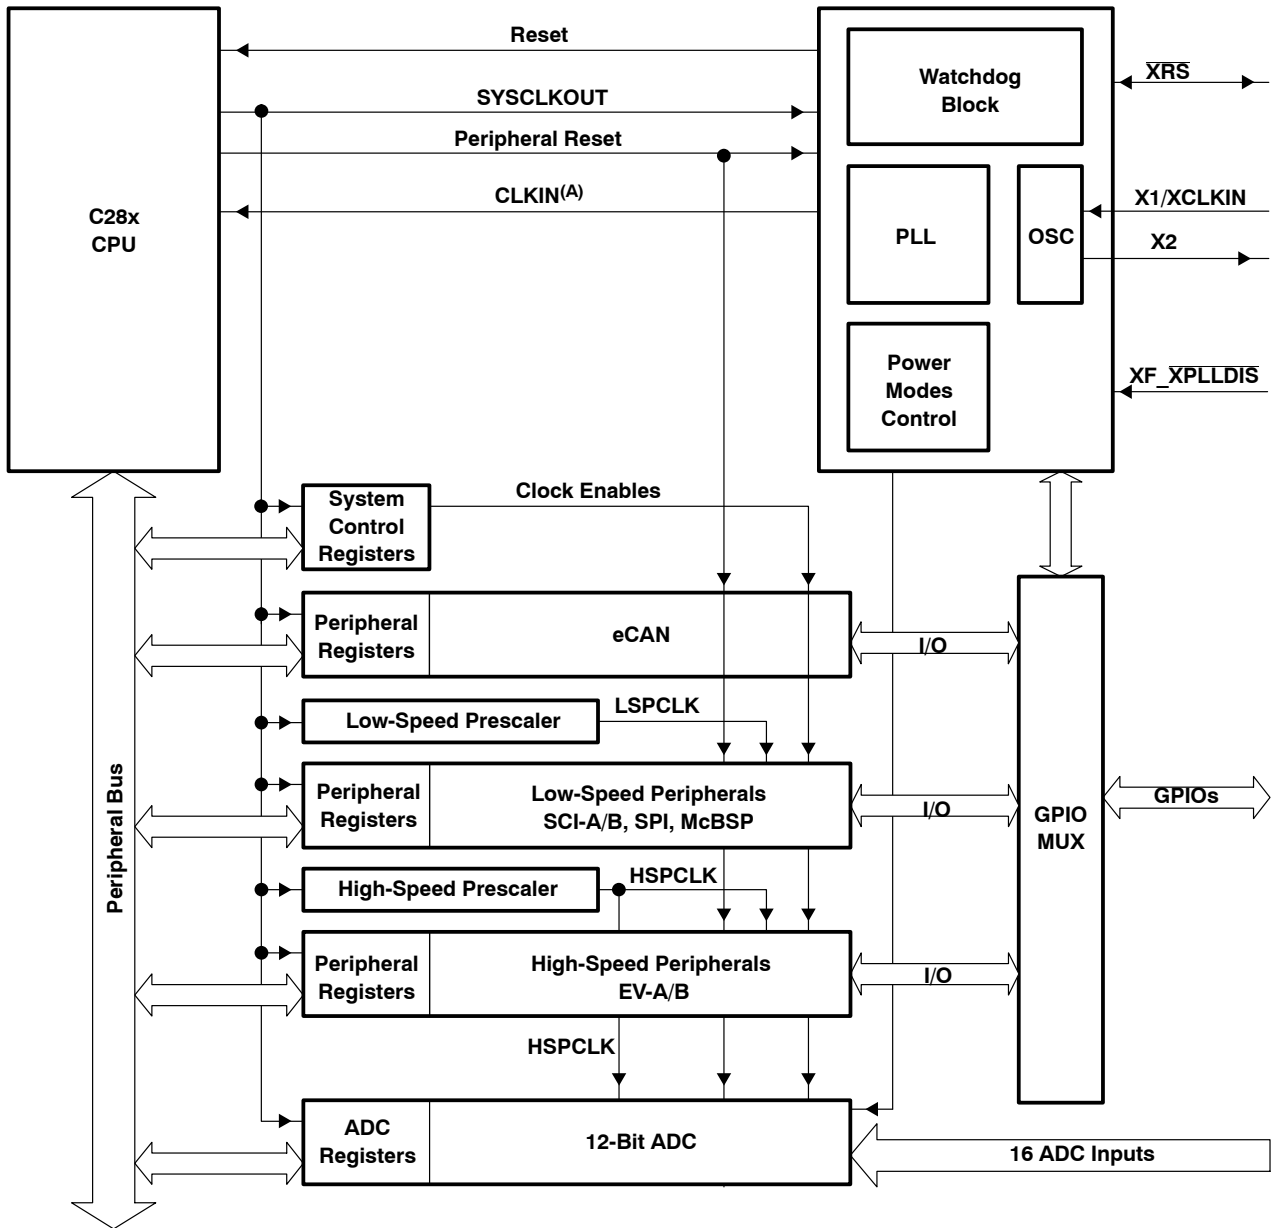 Reset
SYSCLKOUT
Peripheral Reset
CLKIN(A)
C28x
CPU
Watchdog
Block
PLL
OSC
Power
Modes
Control
XRS
X1/XCLKIN
X2
XF_XPLLDIS
System
Control
Registers
Clock Enables
Peripheral
Registers
eCAN
I/O
Low-Speed Prescaler
LSPCLK
Peripheral
Registers
Low-Speed Peripherals
SCI-A/B, SPI, McBSP
I/O
GPIO
MUX
GPIOs
Peripheral Bus
High-Speed Prescaler
HSPCLK
Peripheral
Registers
High-Speed Peripherals
EV-A/B
I/O
HSPCLK
ADC
Registers
12-Bit ADC
16 ADC Inputs